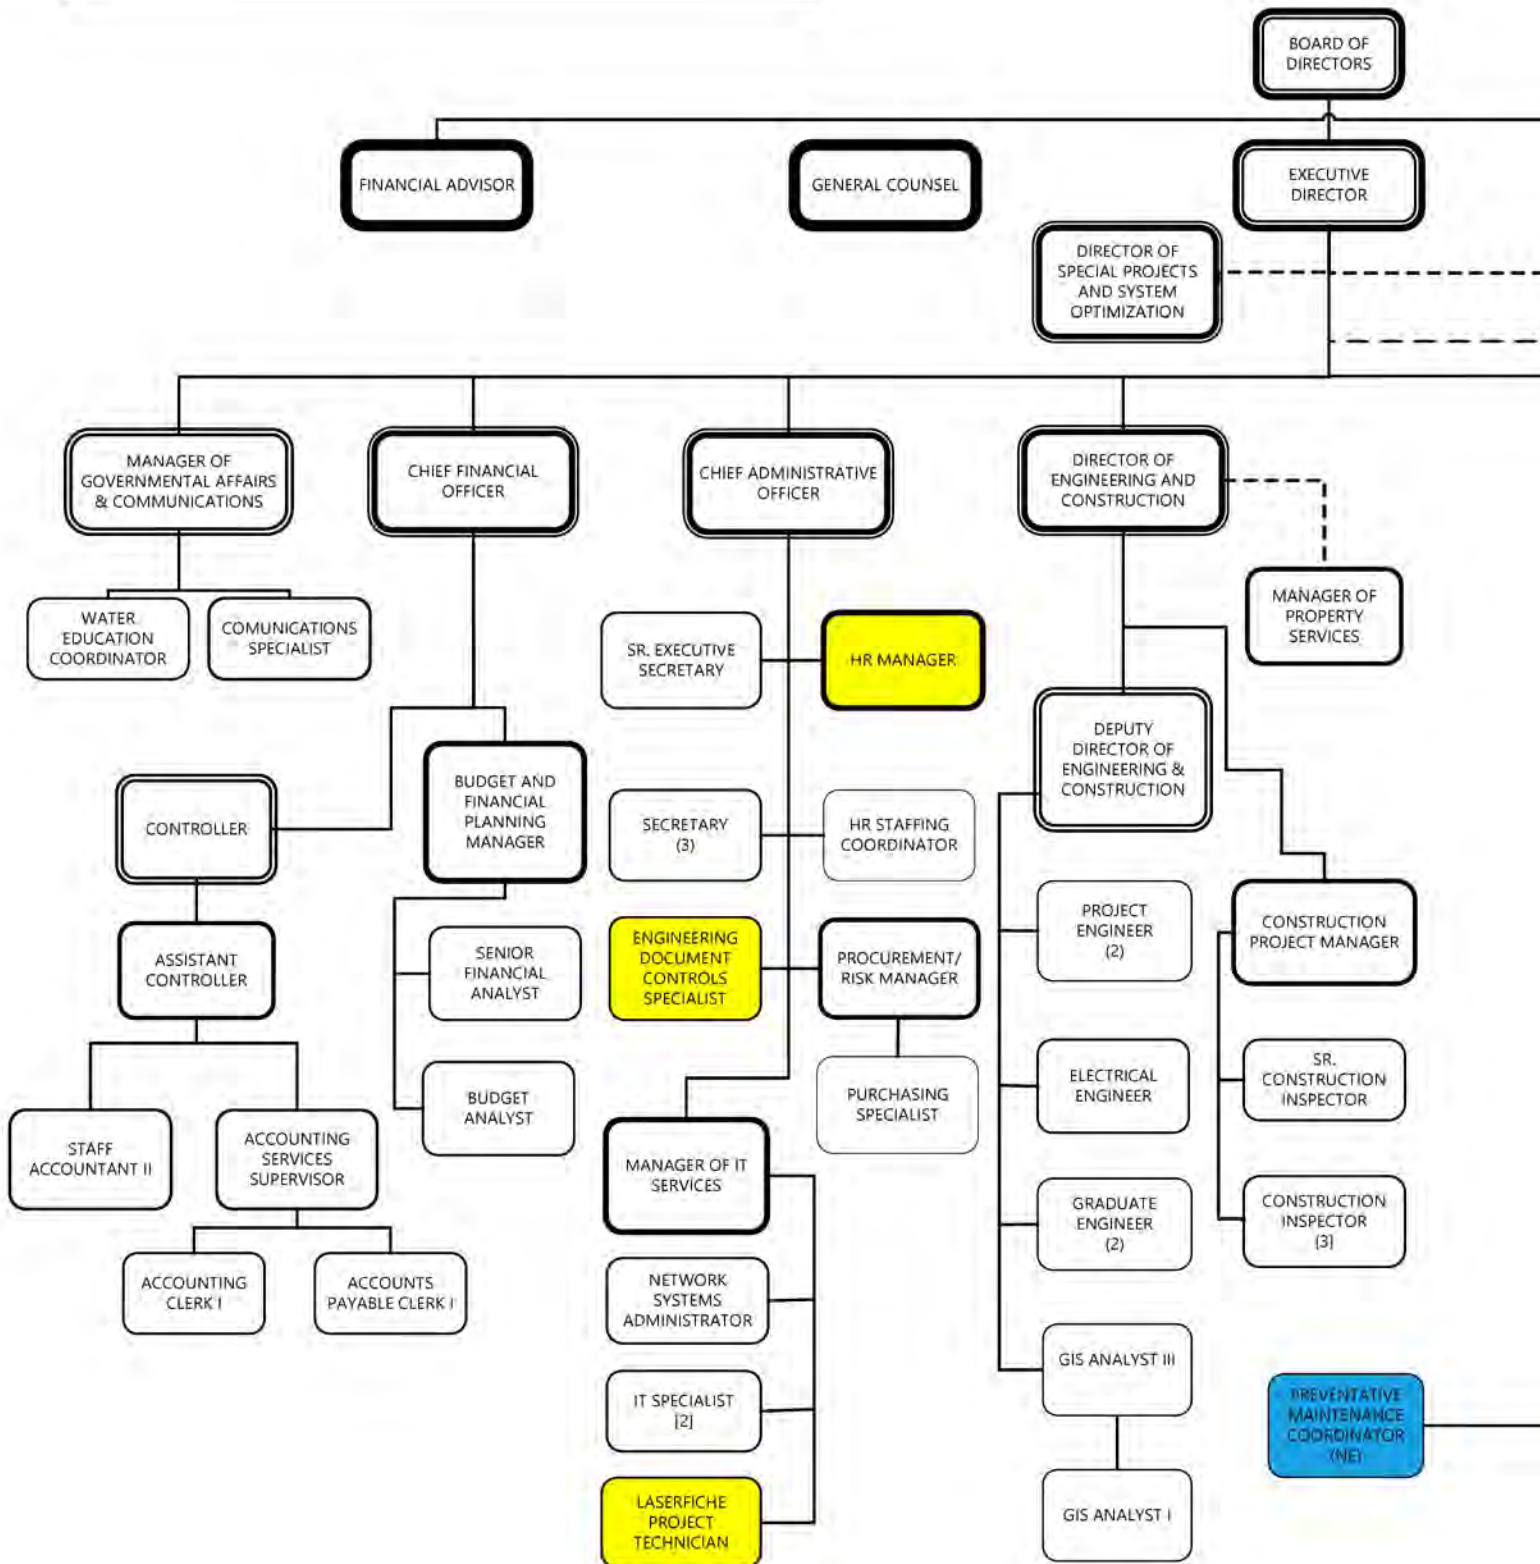 BOARD OF
DIRECTORS
FINANCIAL ADVISOR
GENERAL COUNSEL
EXECUTIVE
DIRECTOR
DIRECTOR OF
SPECIAL PROJECTS
AND SYSTEM
OPTIMIZATION
MANAGER OF
GOVERNMENTAL AFFAIRS
& COMMUNICATIONS
CHIEF FINANCIAL
OFFICER
CHIEF ADMINISTRATIVE
OFFICER
DIRECTOR OF
ENGINEERING AND
CONSTRUCTION
WATER
EDUCATION
COORDINATOR
COMUNICATIONS
SPECIALIST
SR. EXECUTIVE
SECRETARY
HR MANAGER
MANAGER OF
PROPERTY
SERVICES
CONTROLLER
BUDGET AND
FINANCIAL
PLANNING
MANAGER
SECRETARY
(3)
HR STAFFING
COORDINATOR
DEPUTY
DIRECTOR OF
ENGINEERING &
CONSTRUCTION
ASSISTANT
CONTROLLER
SENIOR
FINANCIAL
ANALYST
ENGINEERING
DOCUMENT
CONTROLS
SPECIALIST
PROCUREMENT/
RISK MANAGER
PROJECT
ENGINEER
(2)
CONSTRUCTION
PROJECT MANAGER
STAFF
ACCOUNTANT II
ACCOUNTING
SERVICES
SUPERVISOR
BUDGET
ANALYST
PURCHASING
SPECIALIST
ELECTRICAL
ENGINEER
SR.
CONSTRUCTION
INSPECTOR
MANAGER OF IT
SERVICES
GRADUATE
ENGINEER
(2)
CONSTRUCTION
INSPECTOR
(3)
ACCOUNTING
CLERK I
ACCOUNTS
PAYABLE CLERK I
NETWORK
SYSTEMS
ADMINISTRATOR
IT SPECIALIST
[2]
GIS ANALYST III
PREVENTATIVE
MAINTENANCE
COORDINATOR
(NE)
LASERFICHE
PROJECT
TECHNICIAN
GIS ANALYST I